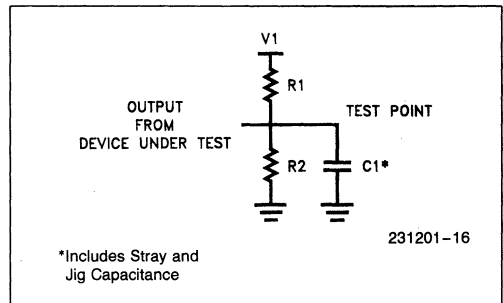 V1
R1
OUTPUT
FROM
DEVICE UNDER TEST
TEST POINT
R2
C1*
231201-16
*Includes Stray and
Jig Capacitance